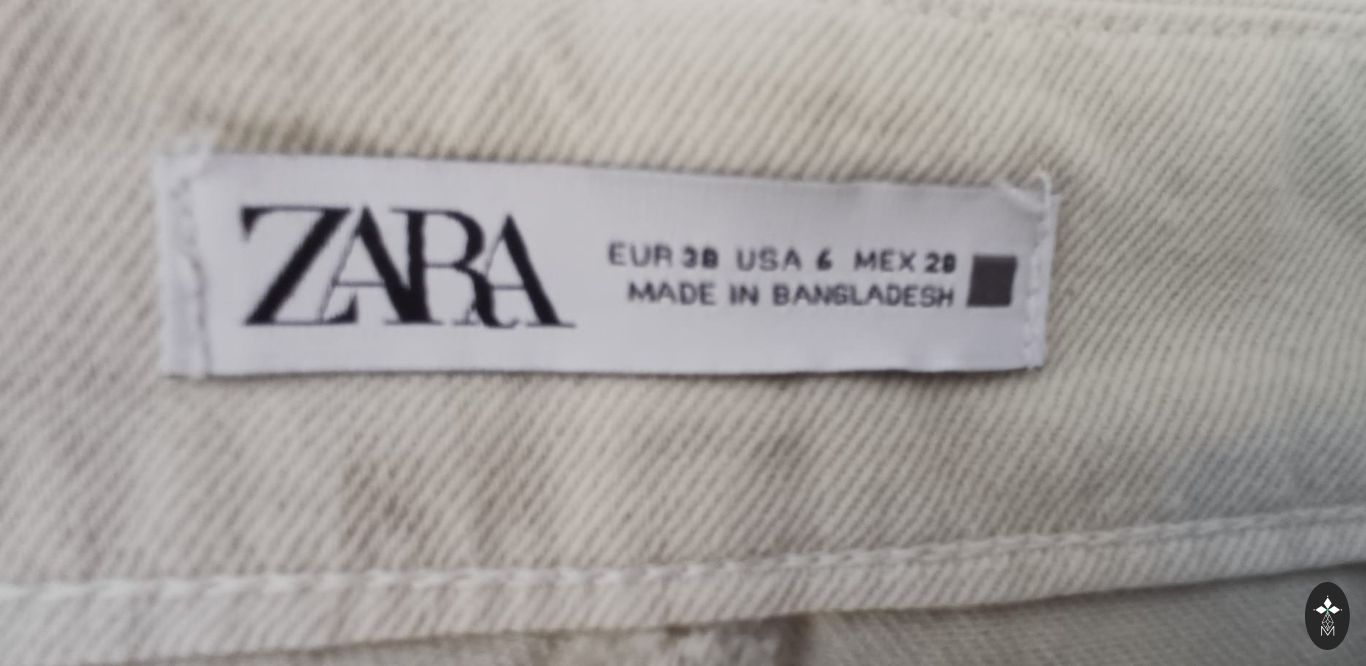 ZARA
EUR 38 USA 6 MEX 28
MADE IN BANGLADESH
M